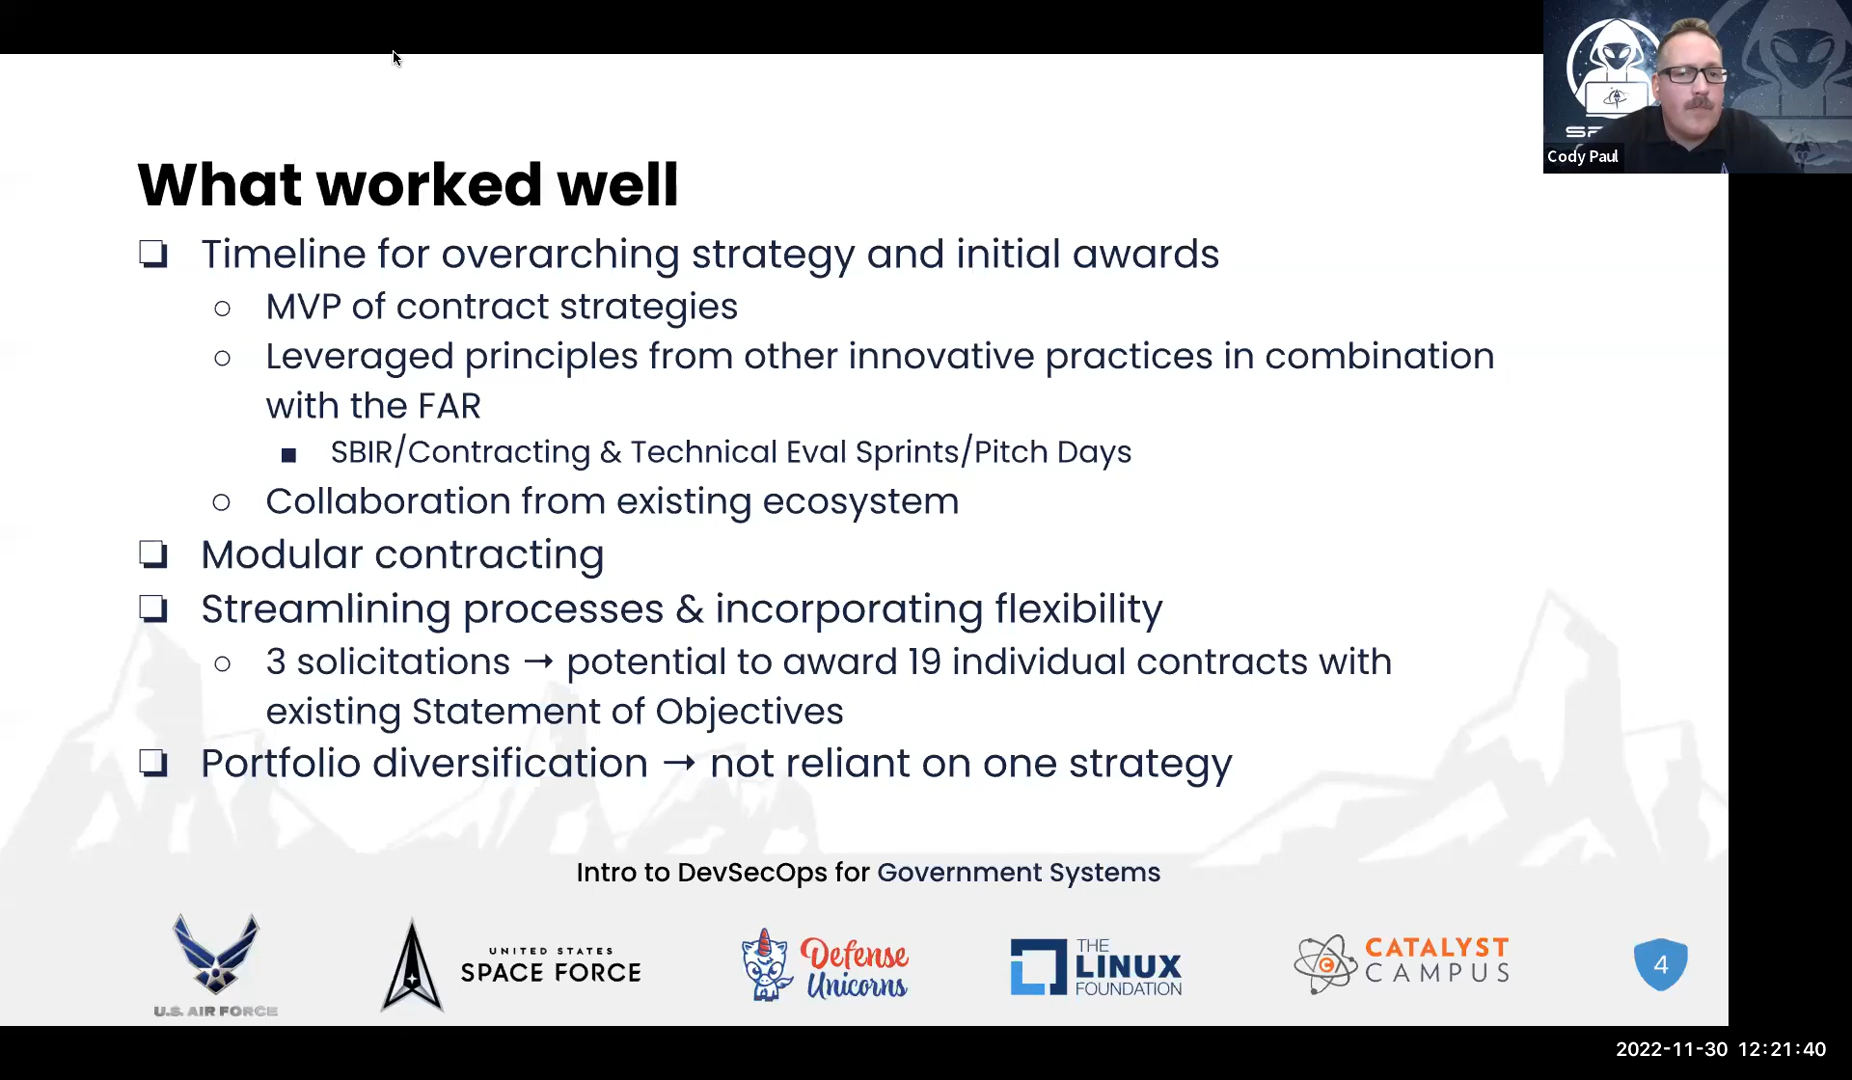 Cody Paul
What worked well
❏ Timeline for overarching strategy and initial awards
○ MVP of contract strategies
○ Leveraged principles from other innovative practices in combination
with the FAR
■ SBIR/Contracting & Technical Eval Sprints/Pitch Days
○ Collaboration from existing ecosystem
❏ Modular contracting
❏ Streamlining processes & incorporating flexibility
○ 3 solicitations → potential to award 19 individual contracts with
existing Statement of Objectives
❏ Portfolio diversification → not reliant on one strategy
Intro to DevSecOps for Government Systems
U.S. AIR FORCE
UNITED STATES
SPACE FORCE
Defense
Unicorns
THE
LINUX
FOUNDATION
CATALYST
CAMPUS
4
2022-11-30 12:21:40